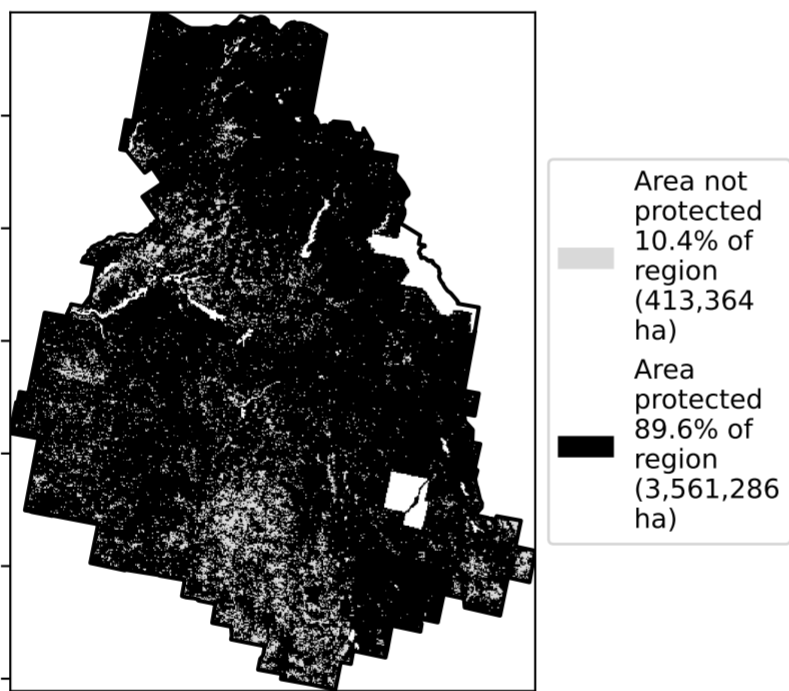 Area not
protected
10.4% of
region
(413,364
ha)
Area
protected
89.6% of
region
(3,561,286
ha)